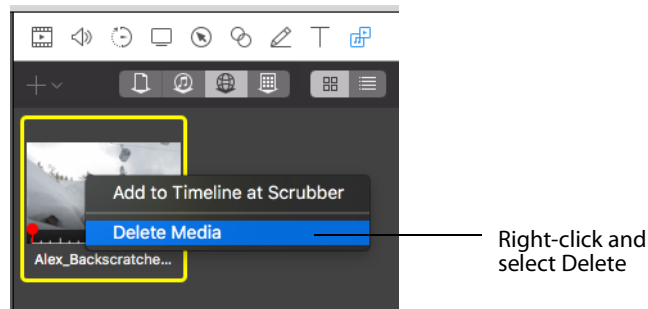 Add to Timeline at Scrubber
Delete Media
Alex_Backscratche...
Right-click and
select Delete